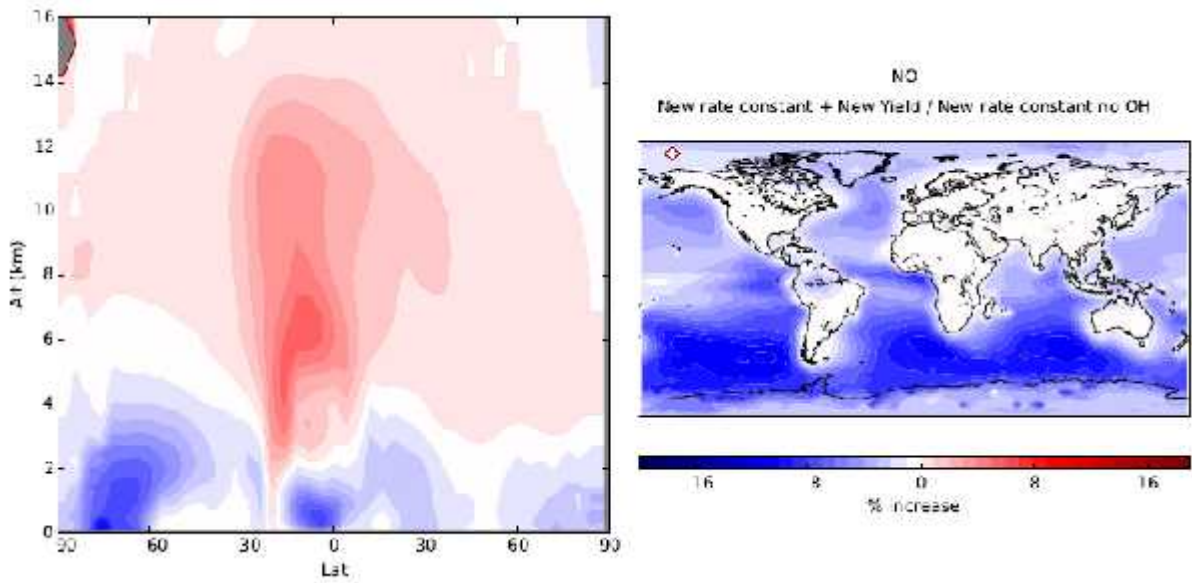 16
14
12
10
8
6
4
2
0
Alt (km)
90 60 30 0 30 60 90
Lat
NO
New rate constant + New Yield / New rate constant no OH
16 8 0 8 16
% increase